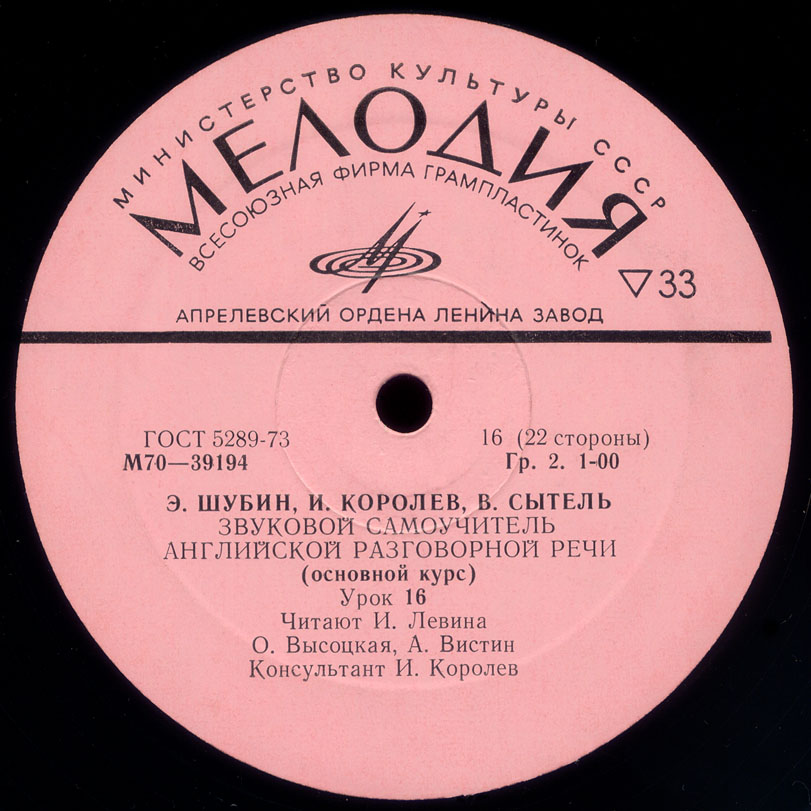 МИНИСТЕРСТВО КУЛЬТУРЫ СССР
МЕЛОДИЯ
ВСЕСОЮЗНАЯ ФИРМА ГРАМПЛАСТИНОК
▽33
АПРЕЛЕВСКИЙ ОРДЕНА ЛЕНИНА ЗАВОД
ГОСТ 5289-73
М70—39194
16 (22 стороны)
Гр. 2. 1-00
Э. ШУБИН, И. КОРОЛЕВ, В. СЫТЕЛЬ
ЗВУКОВОЙ САМОУЧИТЕЛЬ
АНГЛИЙСКОЙ РАЗГОВОРНОЙ РЕЧИ
(основной курс)
Урок 16
Читают И. Левина
О. Высоцкая, А. Вистин
Консультант И. Королев